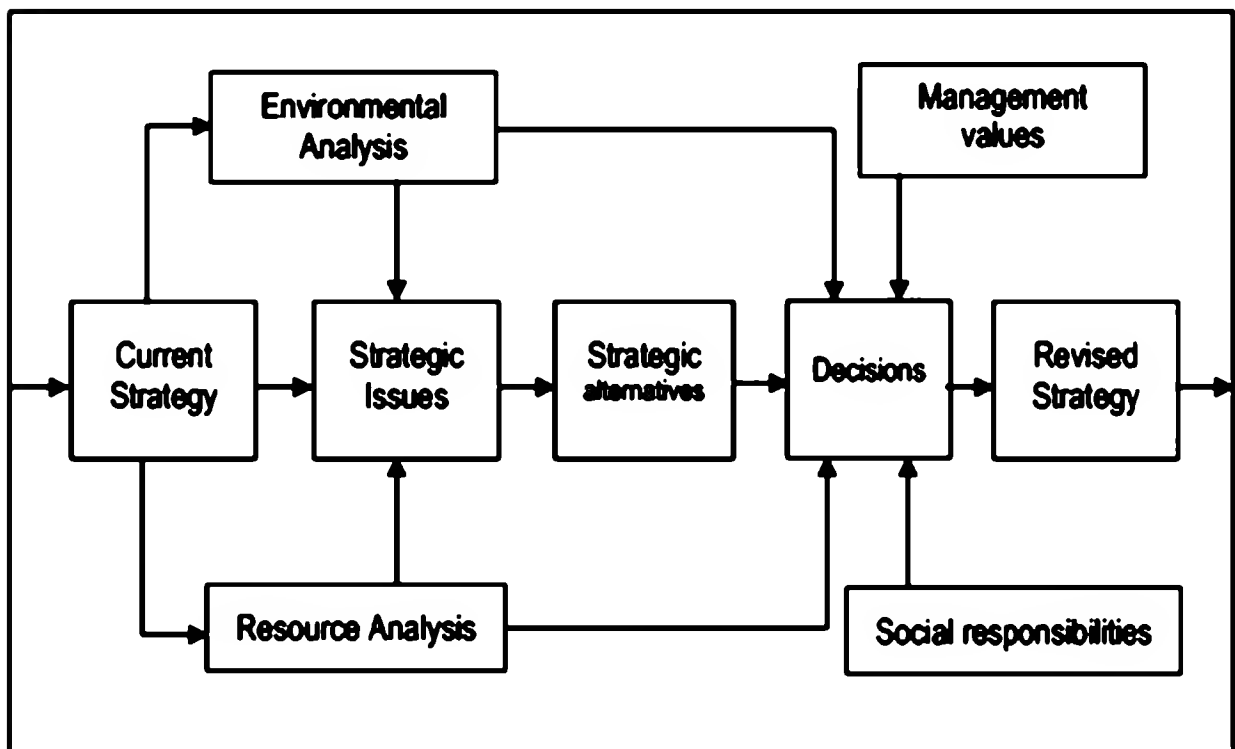 Environmental
Analysis
Management
values
Current
Strategy
Strategic
Issues
Strategic
alternatives
Decisions
Revised
Strategy
Resource Analysis
Social responsibilities